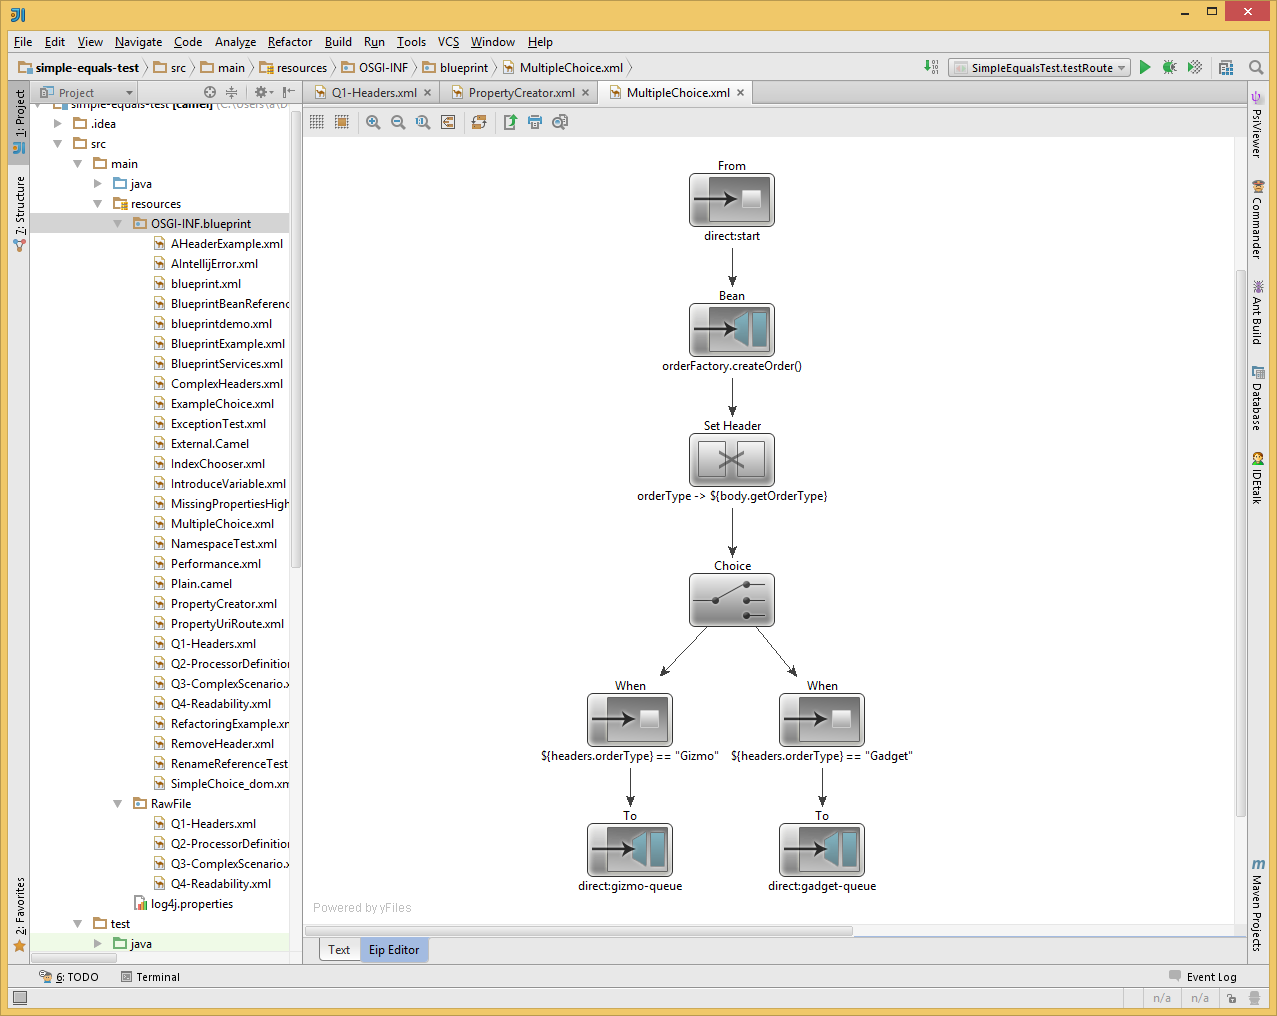 File Edit View Navigate Code Analyze Refactor Build Run Tools VCS Window Help
simple-equals-test src main resources OSGI-INF blueprint MultipleChoice.xml SimpleEqualsTest.testRoute
Project
Q1-Headers.xml PropertyCreator.xml MultipleChoice.xml
1: Project
7: Structure
2: Favorites
simple-equals-test [camel]
.idea
src
main
java
resources
OSGI-INF.blueprint
AHeaderExample.xml
AIntellijError.xml
blueprint.xml
BlueprintBeanReferenc
blueprintdemo.xml
BlueprintExample.xml
BlueprintServices.xml
ComplexHeaders.xml
ExampleChoice.xml
ExceptionTest.xml
External.Camel
IndexChooser.xml
IntroduceVariable.xml
MissingPropertiesHigh
MultipleChoice.xml
NamespaceTest.xml
Performance.xml
Plain.camel
PropertyCreator.xml
PropertyUriRoute.xml
Q1-Headers.xml
Q2-ProcessorDefinition
Q3-ComplexScenario.x
Q4-Readability.xml
RefactoringExample.xm
RemoveHeader.xml
RenameReferenceTest
SimpleChoice_dom.xm
RawFile
Q1-Headers.xml
Q2-ProcessorDefinition
Q3-ComplexScenario.x
Q4-Readability.xml
log4j.properties
test
java
From
direct:start
Bean
orderFactory.createOrder()
Set Header
orderType -> ${body.getOrderType}
Choice
When When
${headers.orderType} == "Gizmo" ${headers.orderType} == "Gadget"
To To
direct:gizmo-queue direct:gadget-queue
Powered by yFiles
Text Eip Editor
PsiViewer
Commander
Ant Build
Database
IDEtalk
Maven Projects
6: TODO Terminal Event Log
n/a n/a